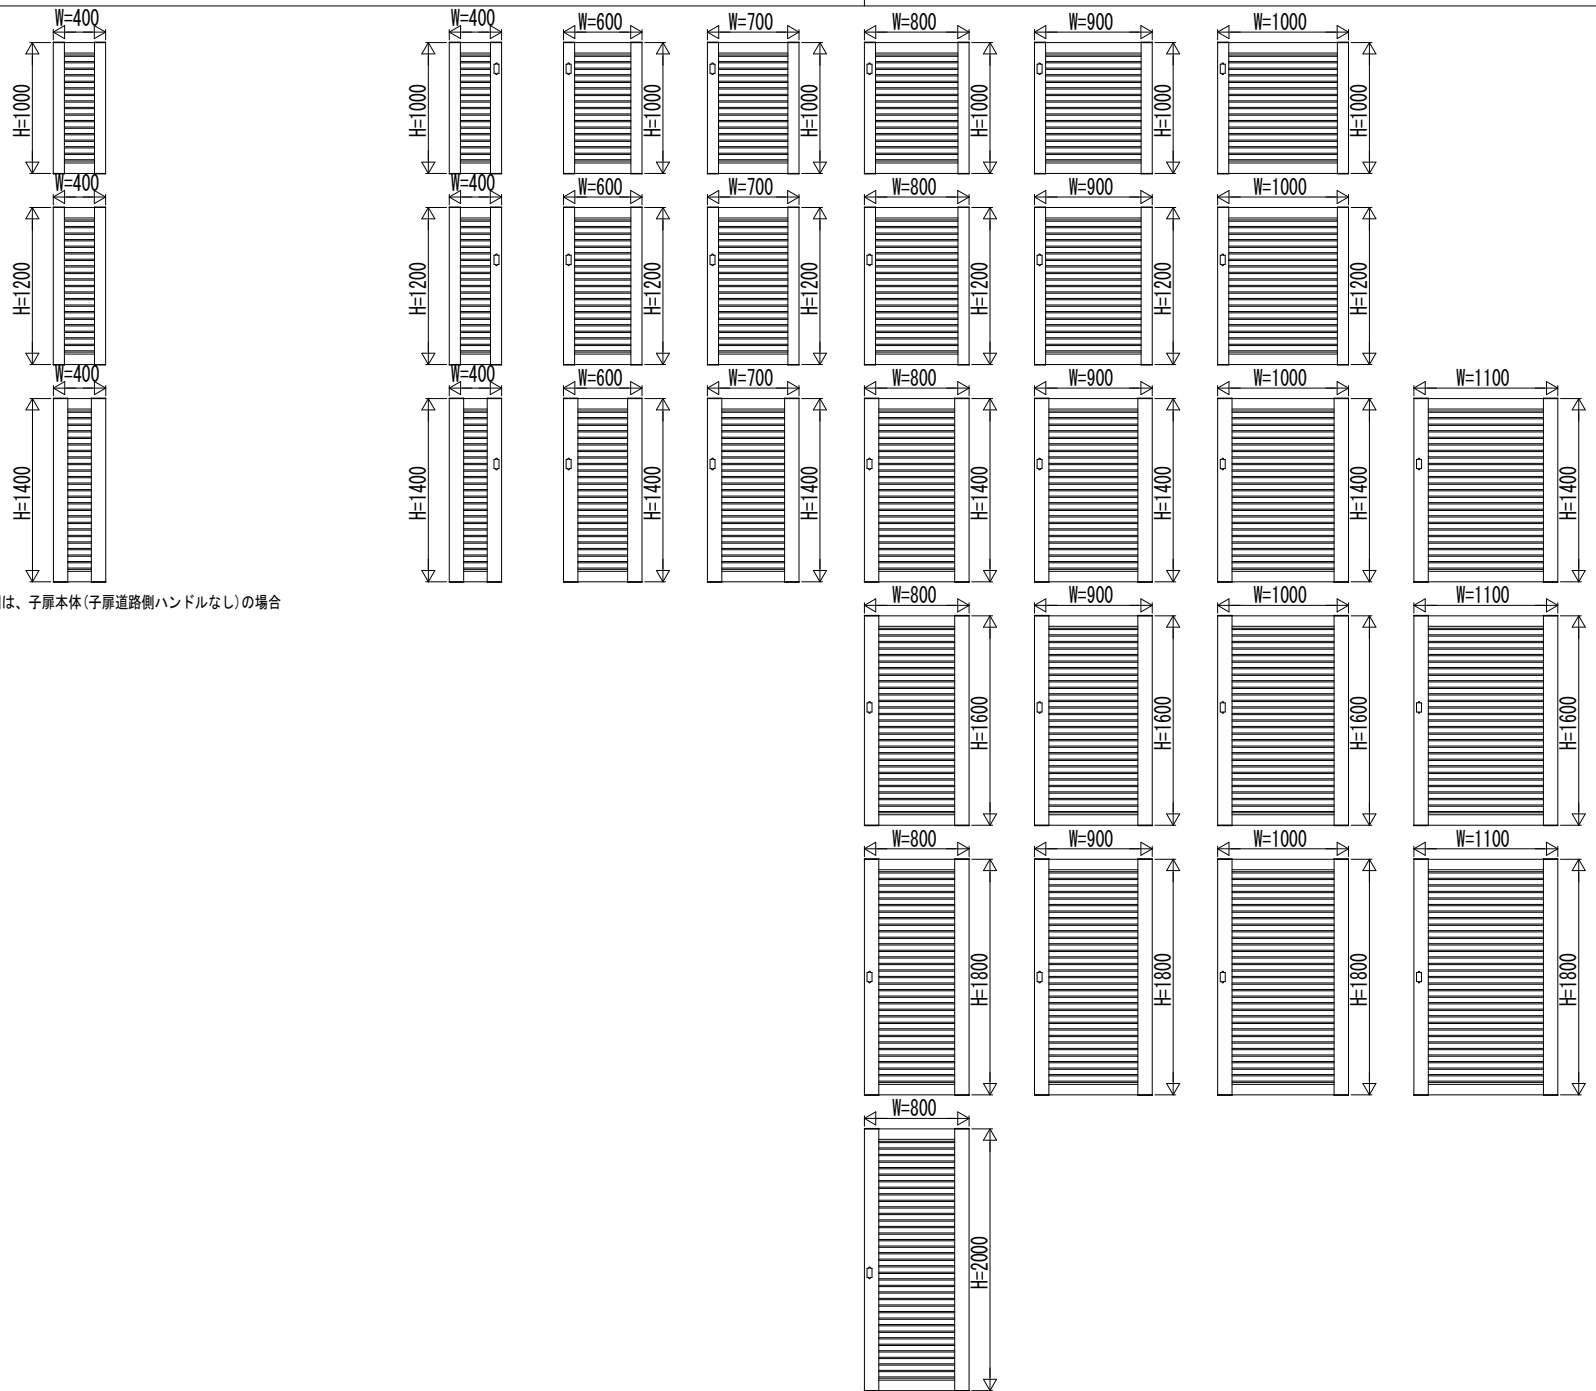 W=400 W=400 W=600 W=700 W=800 W=900 W=1000
H=1000 H=1000 H=1000 H=1000 H=1000 H=1000 H=1000
W=400 W=400 W=600 W=700 W=800 W=900 W=1000
H=1200 H=1200 H=1200 H=1200 H=1200 H=1200 H=1200
W=400 W=400 W=600 W=700 W=800 W=900 W=1000 W=1100
H=1400 H=1400 H=1400 H=1400 H=1400 H=1400 H=1400 H=1400
は、子扉本体(子扉道路側ハンドルなし)の場合
W=800 W=900 W=1000 W=1100
H=1600 H=1600 H=1600 H=1600
W=800 W=900 W=1000 W=1100
H=1800 H=1800 H=1800 H=1800
W=800
H=2000